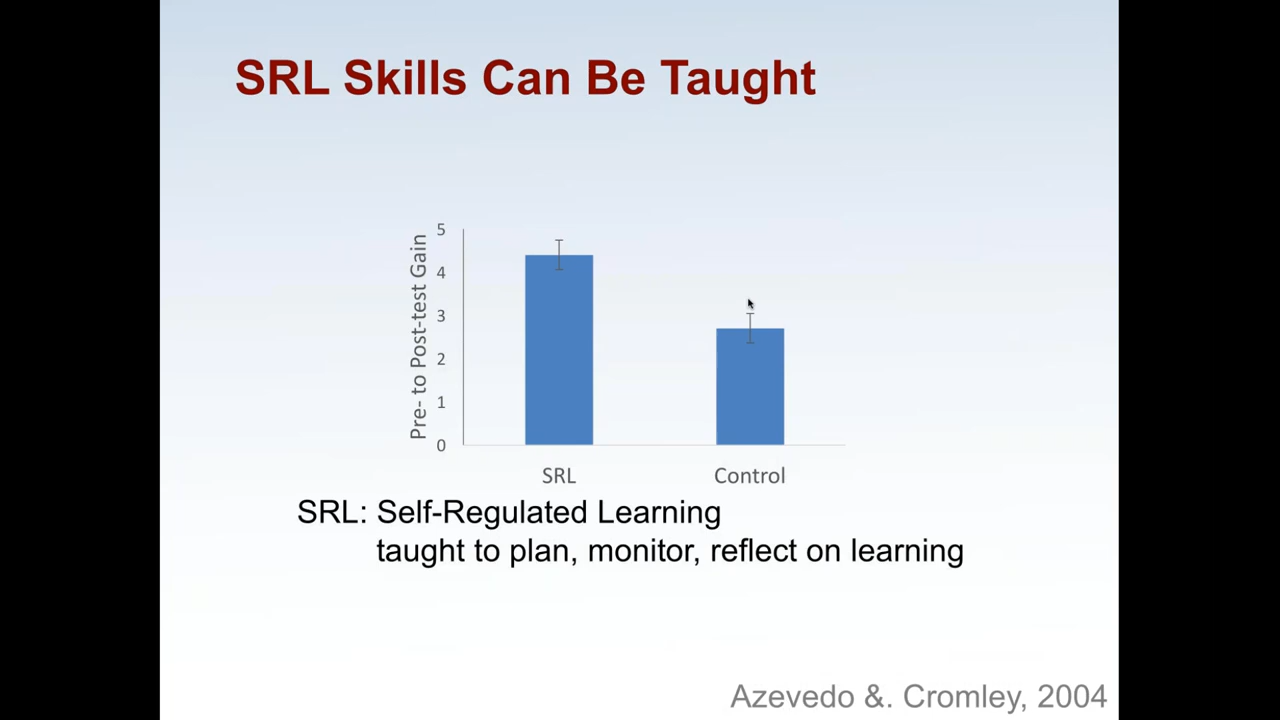 SRL Skills Can Be Taught
Pre- to Post-test Gain
5
4
3
2
1
0
SRL
Control
SRL: Self-Regulated Learning
taught to plan, monitor, reflect on learning
Azevedo &. Cromley, 2004